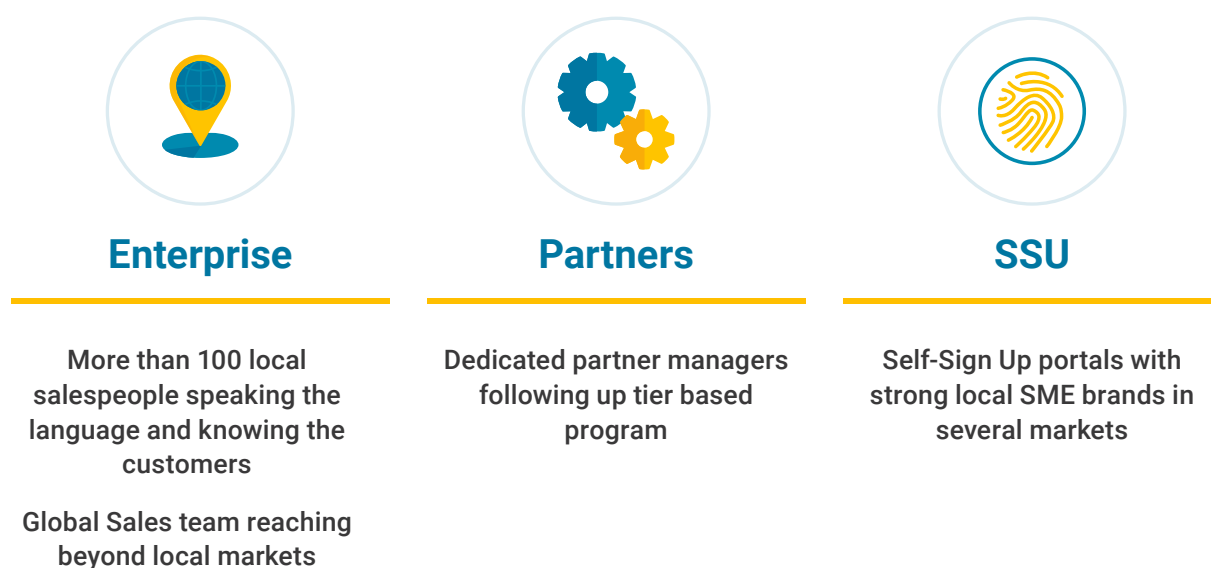 Enterprise
More than 100 local
salespeople speaking the
language and knowing the
customers
Global Sales team reaching
beyond local markets
Partners
Dedicated partner managers
following up tier based
program
SSU
Self-Sign Up portals with
strong local SME brands in
several markets